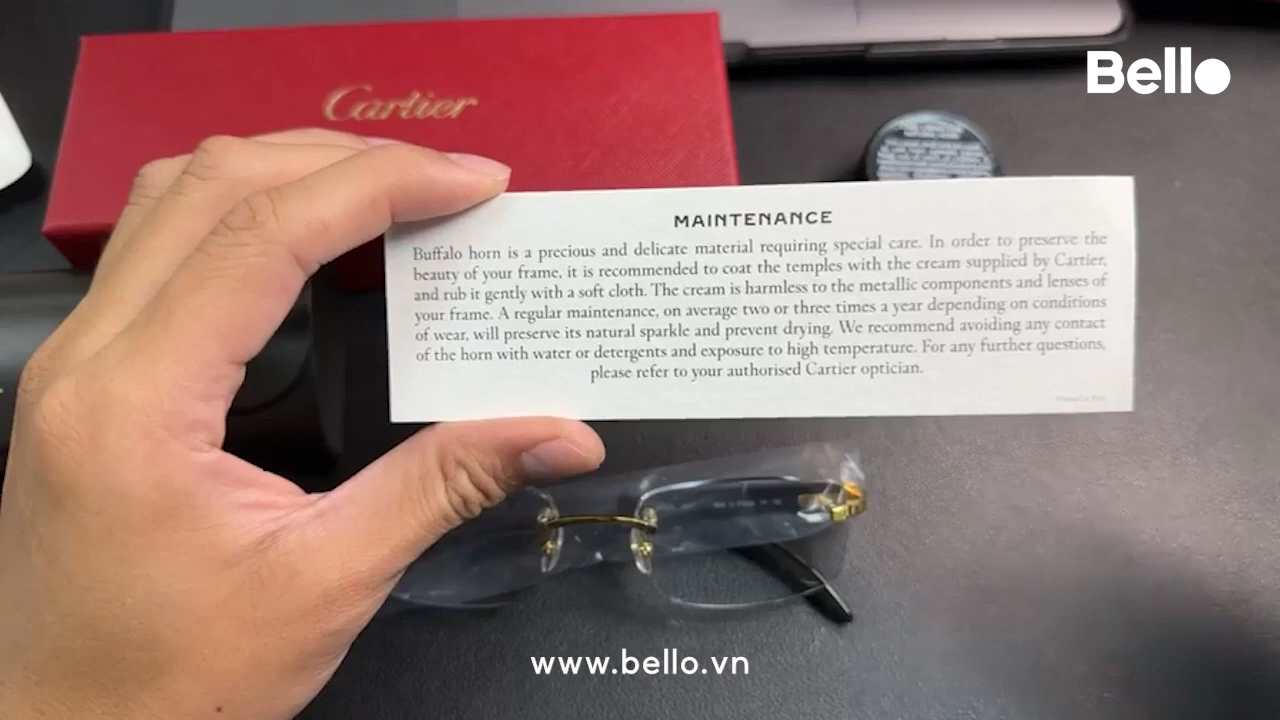 Bello
Cartier
MAINTENANCE
Buffalo horn is a precious and delicate material requiring special care. In order to preserve the
beauty of your frame, it is recommended to coat the temples with the cream supplied by Cartier,
and rub it gently with a soft cloth. The cream is harmless to the metallic components and lenses of
your frame. A regular maintenance, on average two or three times a year depending on conditions
of wear, will preserve its natural sparkle and prevent drying. We recommend avoiding any contact
of the horn with water or detergents and exposure to high temperature. For any further questions,
please refer to your authorised Cartier optician.
www.bello.vn